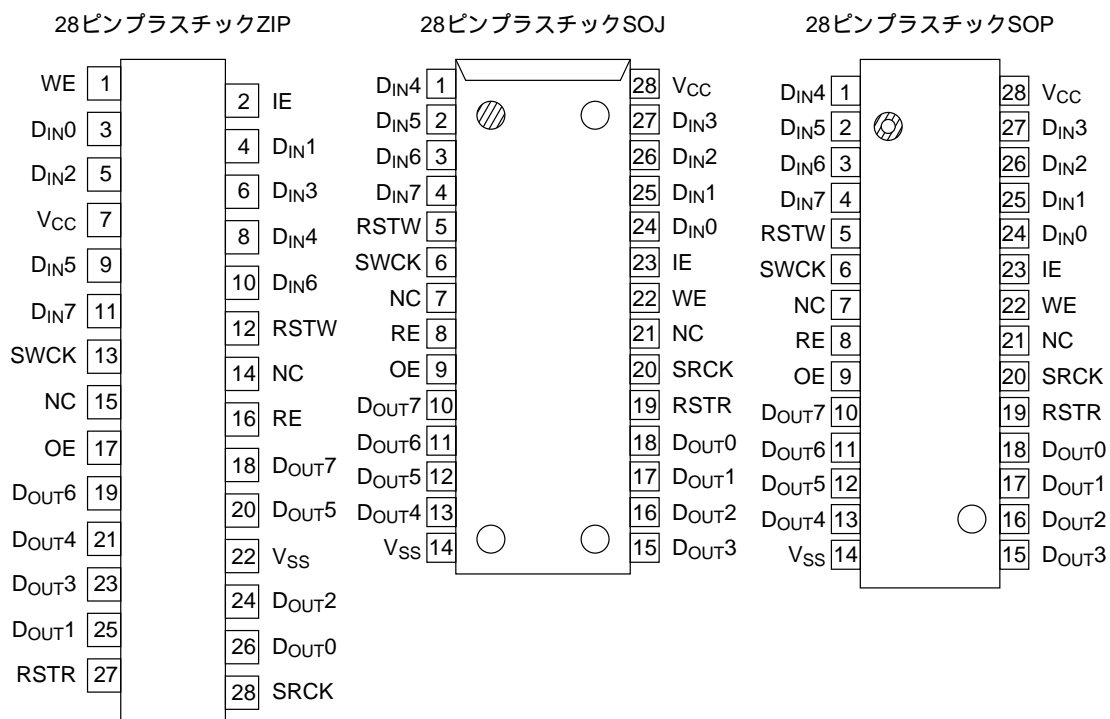 28ピンプラスチックZIP
WE 1
2 IE
DIN0 3
4 DIN1
DIN2 5
6 DIN3
VCC 7
8 DIN4
DIN5 9
10 DIN6
DIN7 11
12 RSTW
SWCK 13
14 NC
NC 15
16 RE
OE 17
18 DOUT7
DOUT6 19
20 DOUT5
DOUT4 21
22 VSS
DOUT3 23
24 DOUT2
DOUT1 25
26 DOUT0
RSTR 27
28 SRCK
28ピンプラスチックSOJ
DIN4 1 28 VCC
DIN5 2 27 DIN3
DIN6 3 26 DIN2
DIN7 4 25 DIN1
RSTW 5 24 DIN0
SWCK 6 23 IE
NC 7 22 WE
RE 8 21 NC
OE 9 20 SRCK
DOUT7 10 19 RSTR
DOUT6 11 18 DOUT0
DOUT5 12 17 DOUT1
DOUT4 13 16 DOUT2
VSS 14 15 DOUT3
28ピンプラスチックSOP
DIN4 1 28 VCC
DIN5 2 27 DIN3
DIN6 3 26 DIN2
DIN7 4 25 DIN1
RSTW 5 24 DIN0
SWCK 6 23 IE
NC 7 22 WE
RE 8 21 NC
OE 9 20 SRCK
DOUT7 10 19 RSTR
DOUT6 11 18 DOUT0
DOUT5 12 17 DOUT1
DOUT4 13 16 DOUT2
VSS 14 15 DOUT3